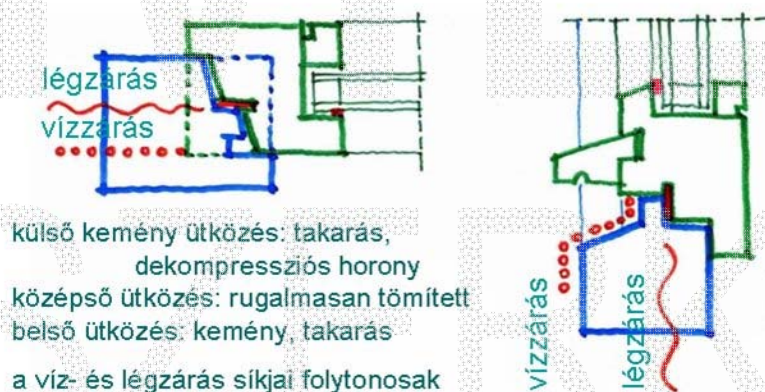 légzárás
vízzárás
külső kemény ütközés: takarás,
dekompressziós horony
középső ütközés: rugalmasan tömített
belső ütközés: kemény, takarás
a víz- és légzárás síkjai folytonosak
vízzárás
légzárás